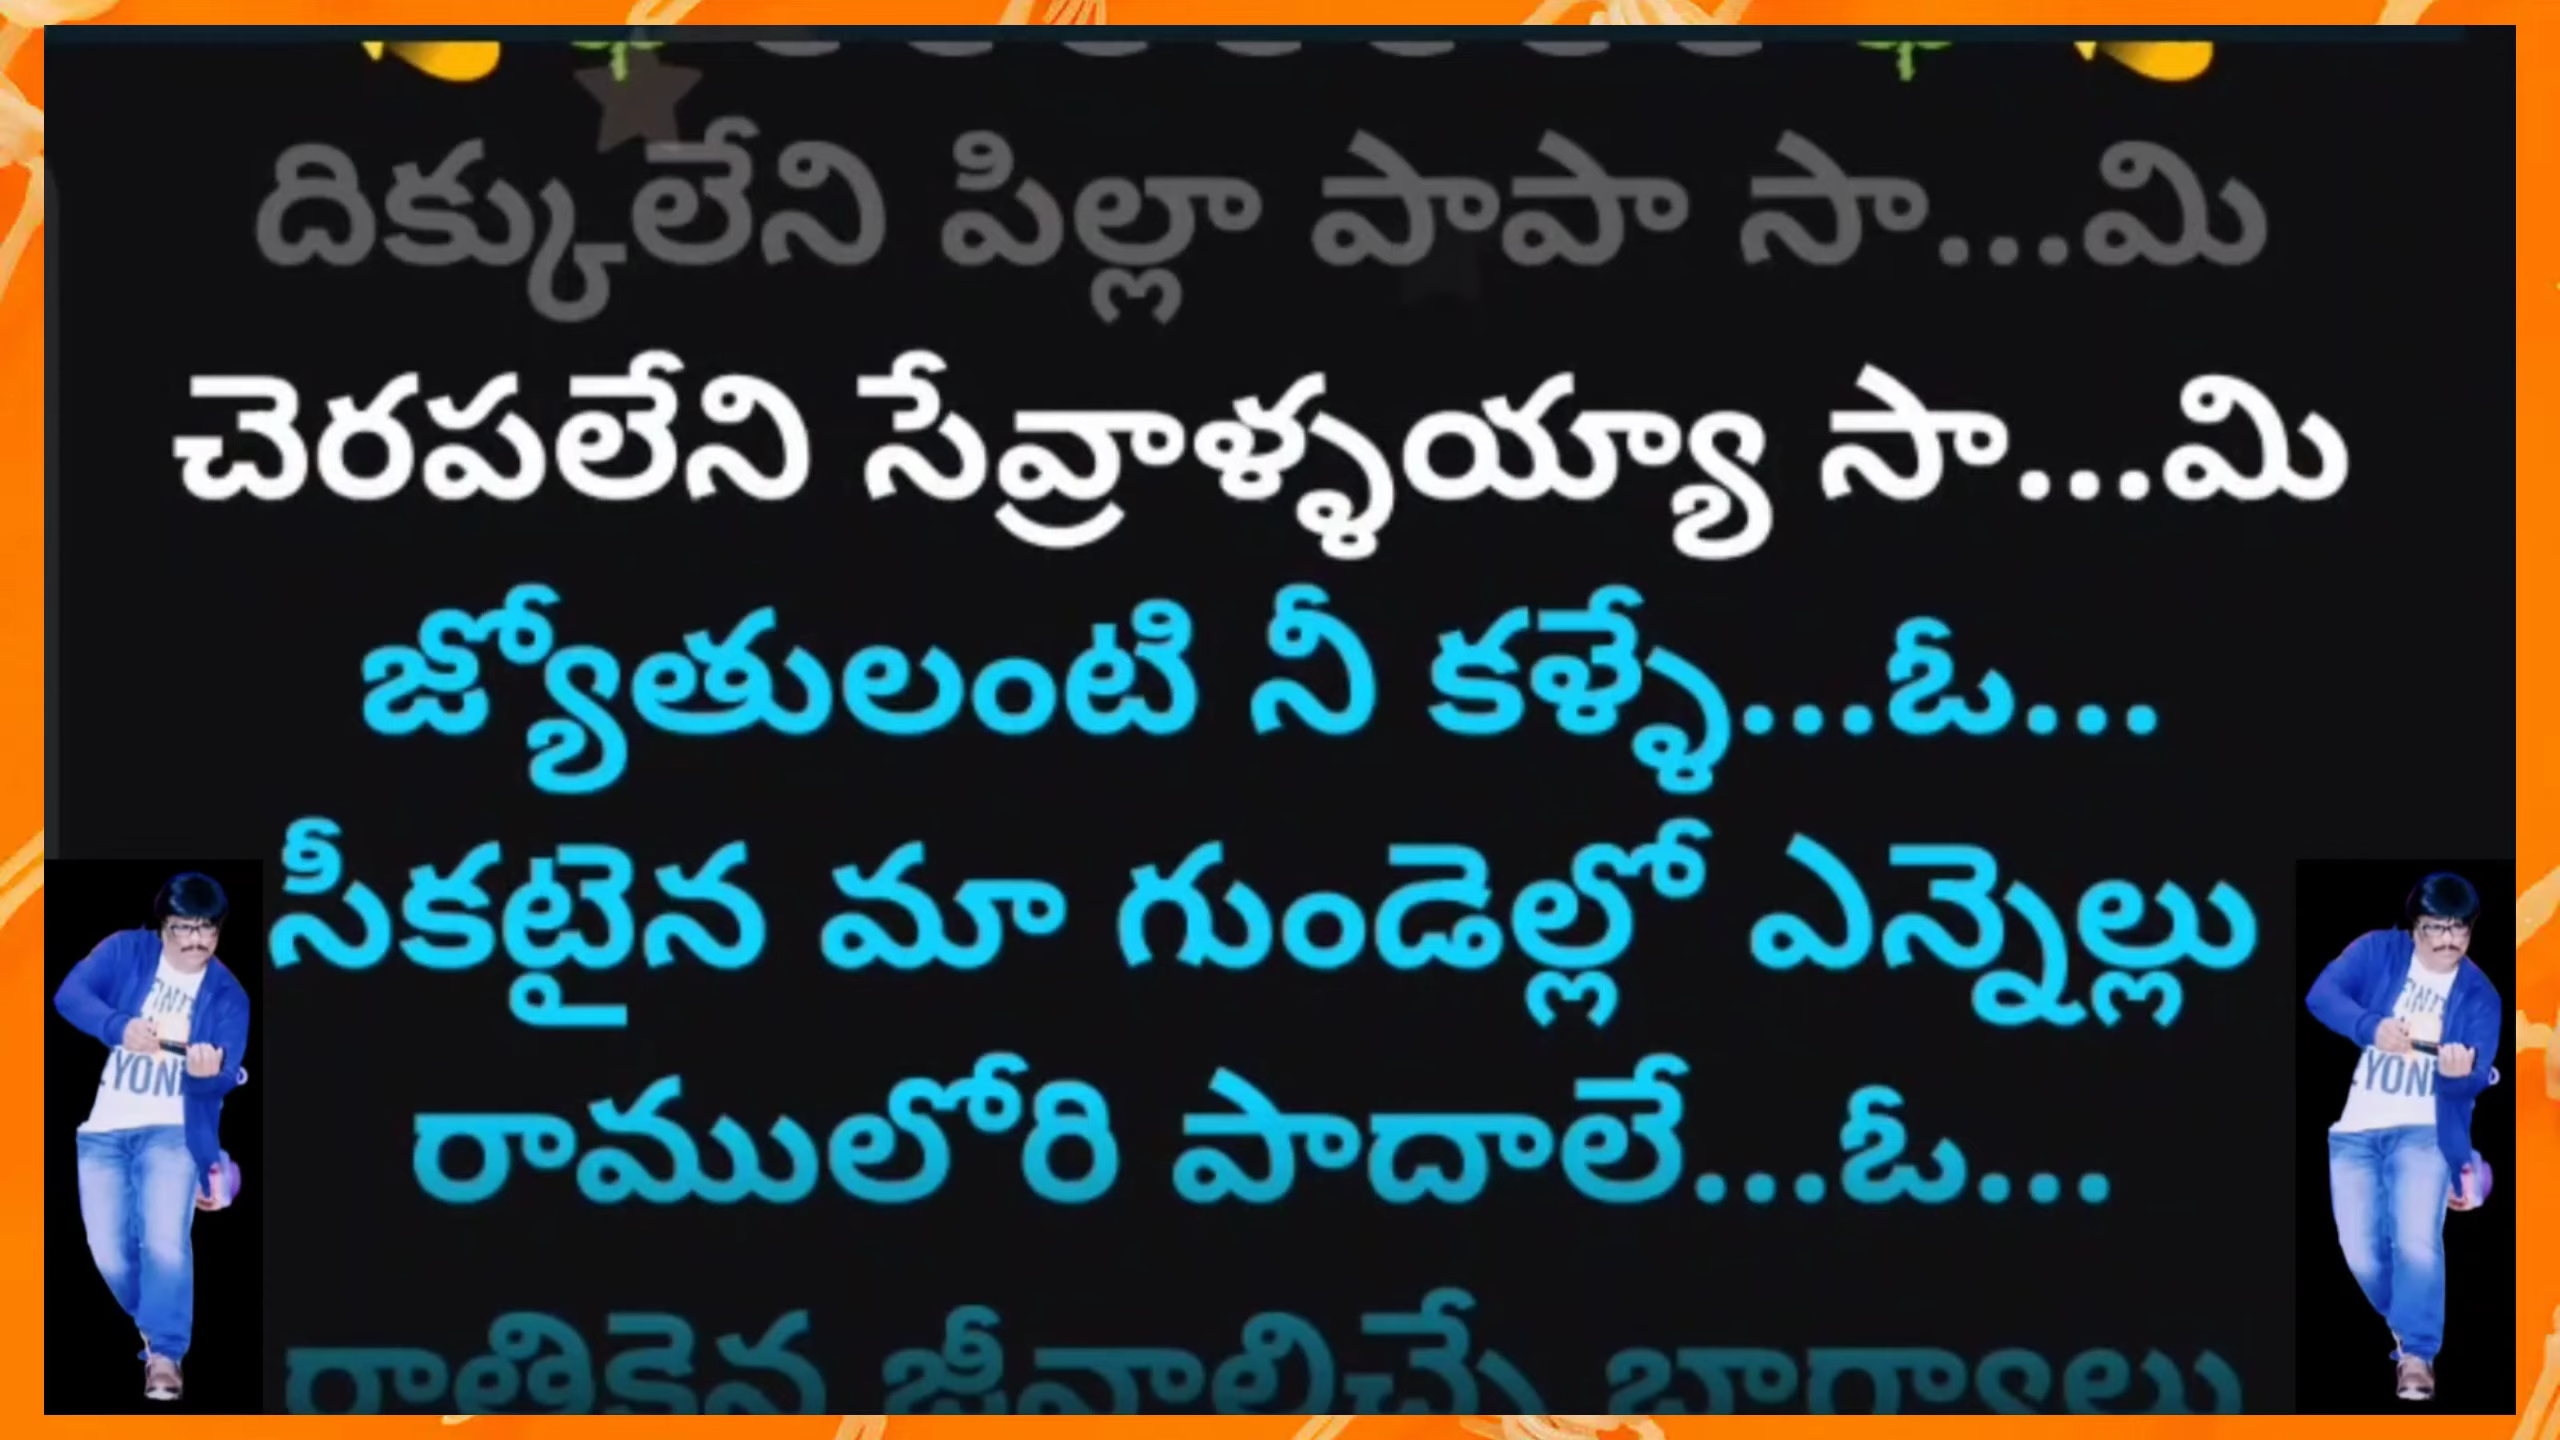 దిక్కులేని పిల్లా పాపా సా...మి
చెరపలేని సేవ్రాళ్ళయ్యా సా...మి
జ్యోతులంటి నీ కళ్ళే...ఓ...
సీకటైన మా గుండెల్లో ఎన్నెల్లు
రాములోరి పాదాలే...ఓ...
రాతికైన జీవాలిచ్చే భాగ్యాలు